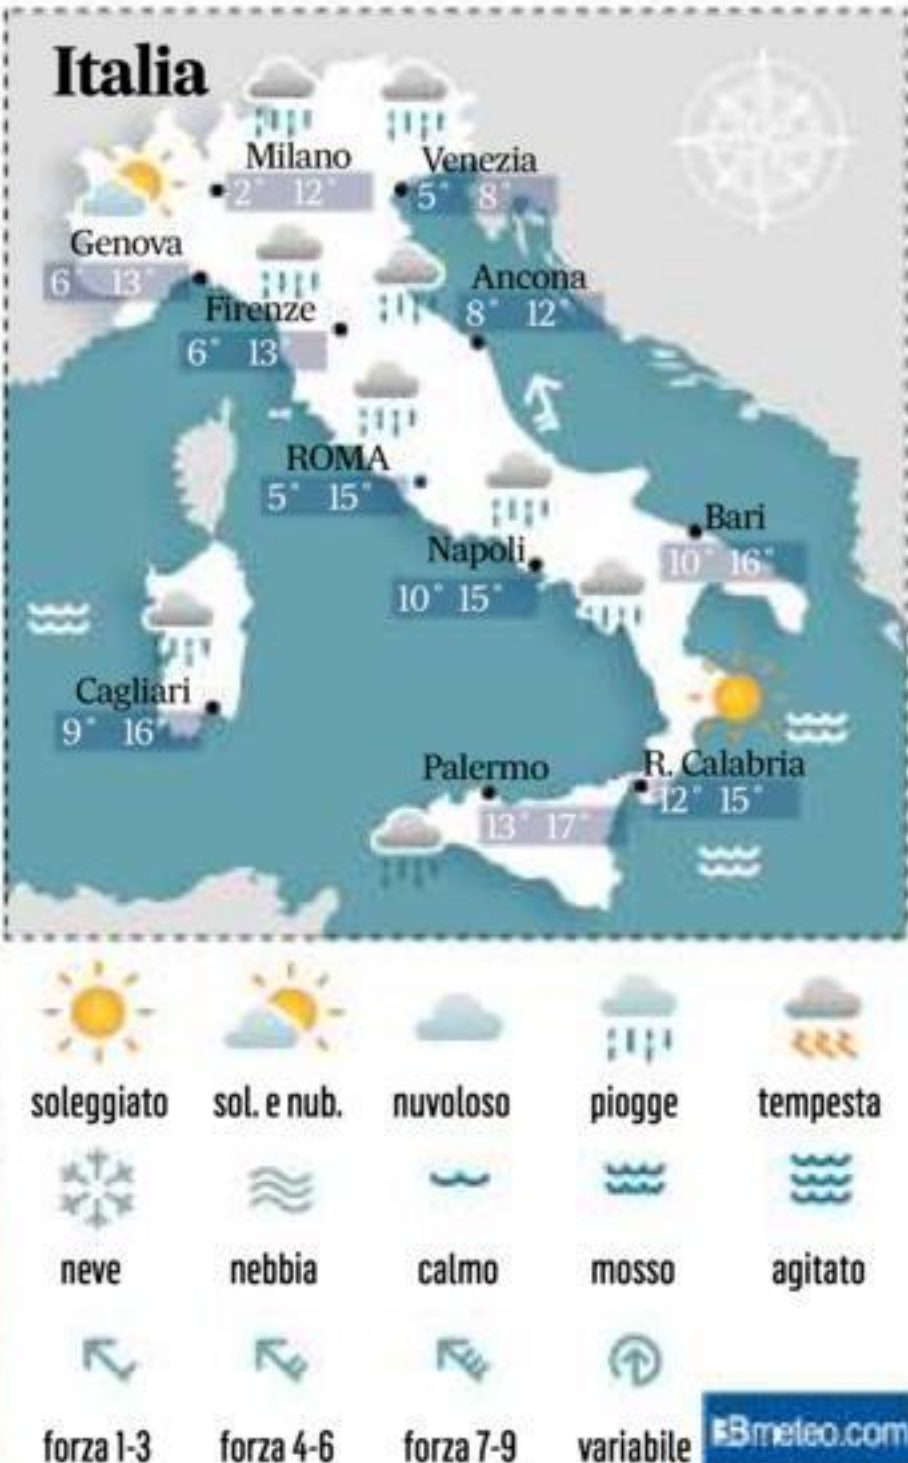 Italia
Milano
2° 12°
Venezia
5° 8°
Genova
6° 13°
Firenze
6° 13°
Ancona
8° 12°
ROMA
5° 15°
Napoli
10° 15°
Bari
10° 16°
Cagliari
9° 16°
Palermo
13° 17°
R. Calabria
12° 15°
soleggiato sol. e nub. nuvoloso piogge tempesta
neve nebbia calmo mosso agitato
forza 1-3 forza 4-6 forza 7-9 variabile
3Bmeteo.com